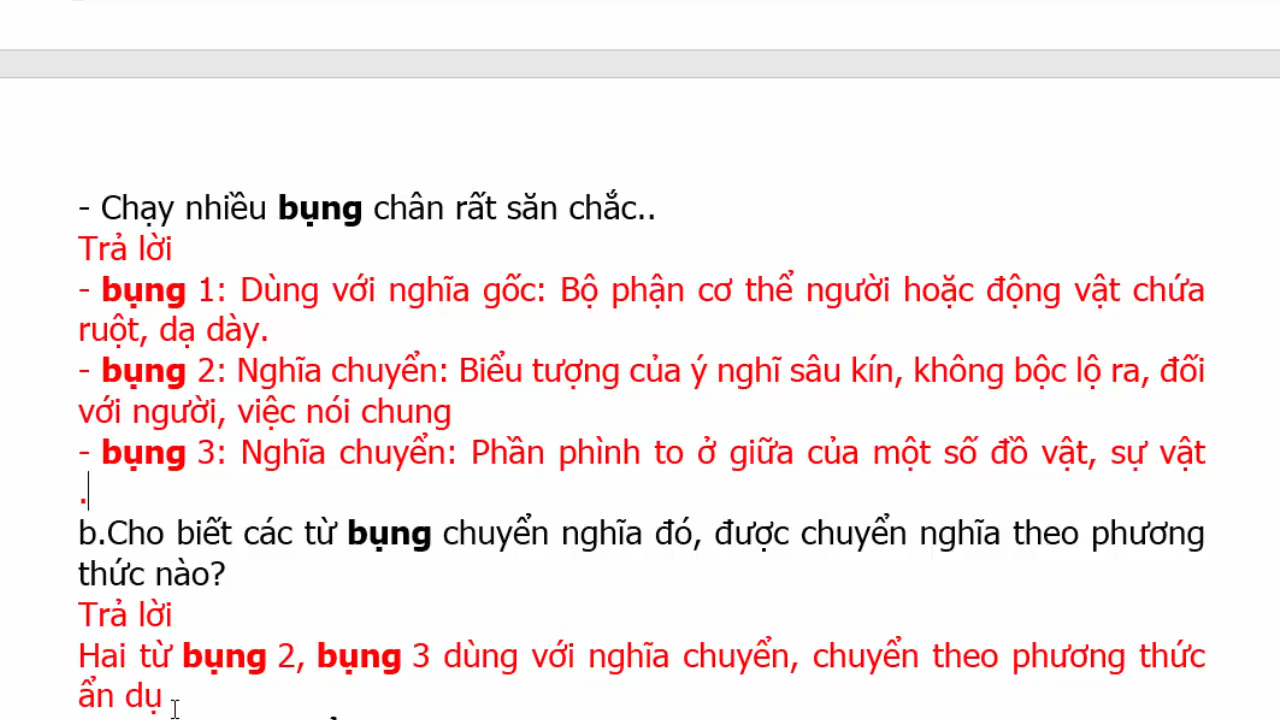 - Chạy nhiều bụng chân rất săn chắc..
Trả lời
- bụng 1: Dùng với nghĩa gốc: Bộ phận cơ thể người hoặc động vật chứa
ruột, dạ dày.
- bụng 2: Nghĩa chuyển: Biểu tượng của ý nghĩ sâu kín, không bộc lộ ra, đối
với người, việc nói chung
- bụng 3: Nghĩa chuyển: Phần phình to ở giữa của một số đồ vật, sự vật
.
b.Cho biết các từ bụng chuyển nghĩa đó, được chuyển nghĩa theo phương
thức nào?
Trả lời
Hai từ bụng 2, bụng 3 dùng với nghĩa chuyển, chuyển theo phương thức
ẩn dụ